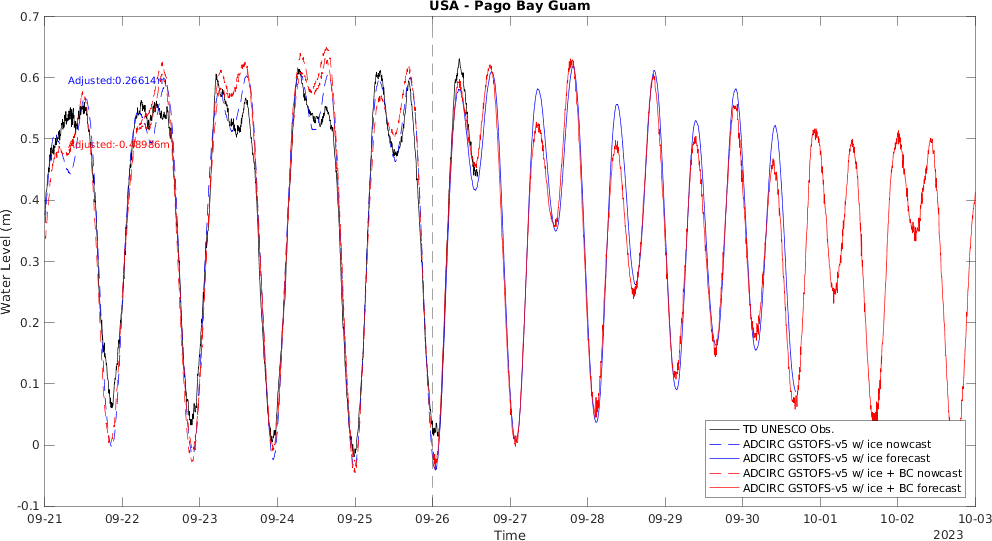 USA - Pago Bay Guam
0.7
0.6
0.5
0.4
0.3
0.2
0.1
0
-0.1
Water Level (m)
Adjusted:0.26614m
Adjusted:-0.48936m
09-21 09-22 09-23 09-24 09-25 09-26 09-27 09-28 09-29 09-30 10-01 10-02 10-03
Time
2023
TD UNESCO Obs.
ADCIRC GSTOFS-v5 w/ ice nowcast
ADCIRC GSTOFS-v5 w/ ice forecast
ADCIRC GSTOFS-v5 w/ ice + BC nowcast
ADCIRC GSTOFS-v5 w/ ice + BC forecast